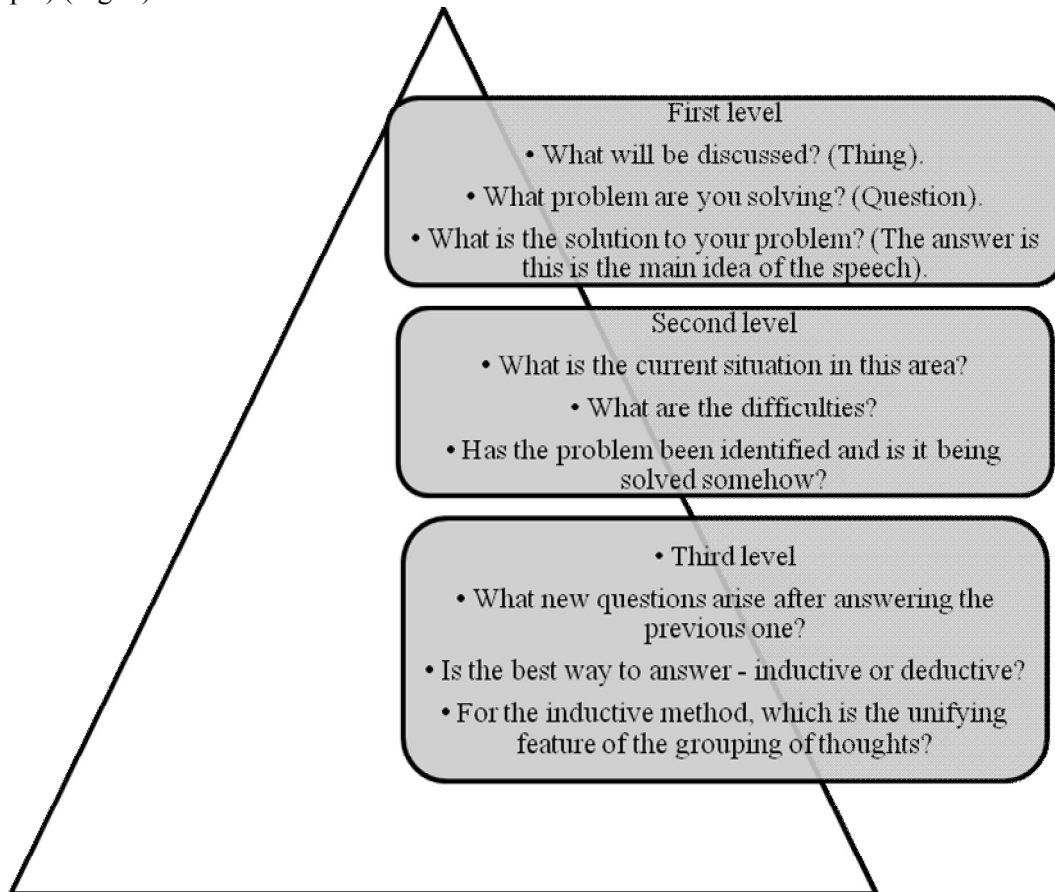 First level
• What will be discussed? (Thing).
• What problem are you solving? (Question).
• What is the solution to your problem? (The answer is
this is the main idea of the speech).
Second level
• What is the current situation in this area?
• What are the difficulties?
• Has the problem been identified and is it being
solved somehow?
• Third level
• What new questions arise after answering the
previous one?
• Is the best way to answer - inductive or deductive?
• For the inductive method, which is the unifying
feature of the grouping of thoughts?